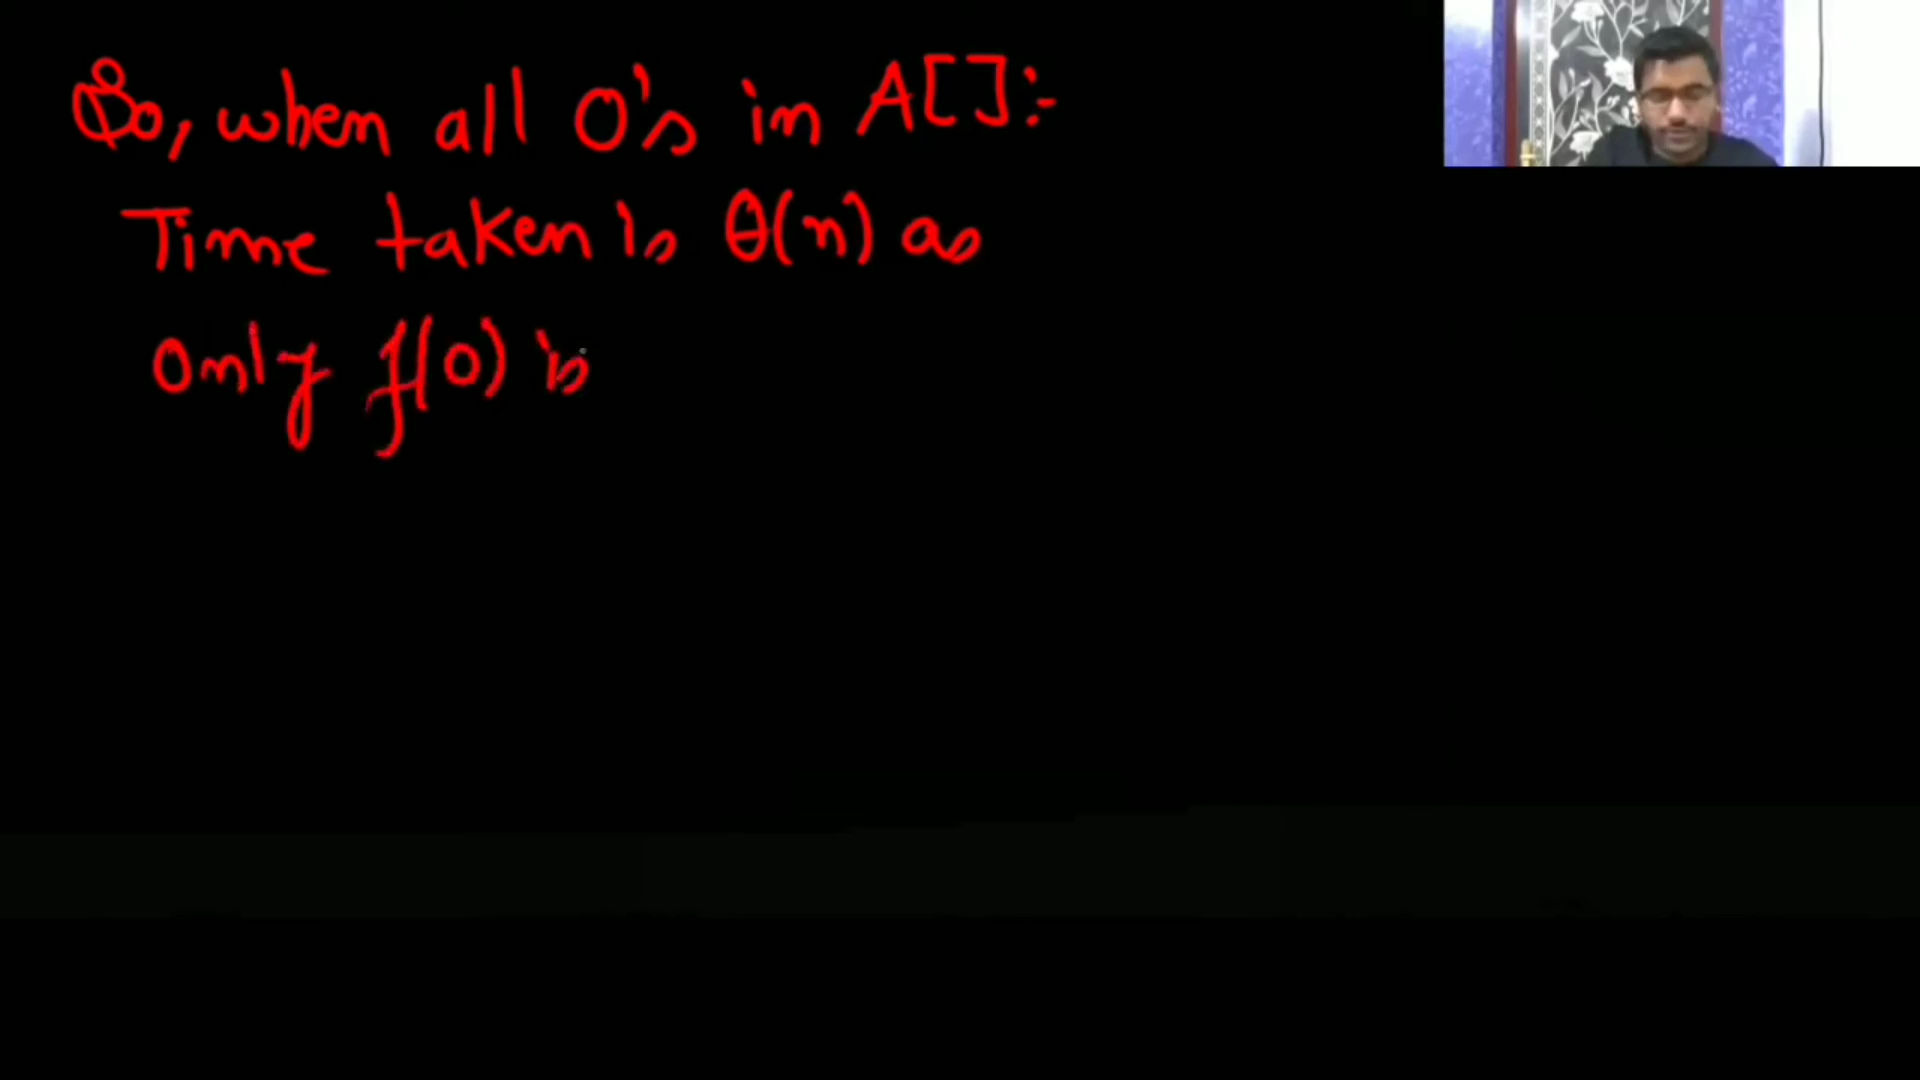 So, when all 0's in A[]:-
Time taken is θ(n) as
only f(0) is